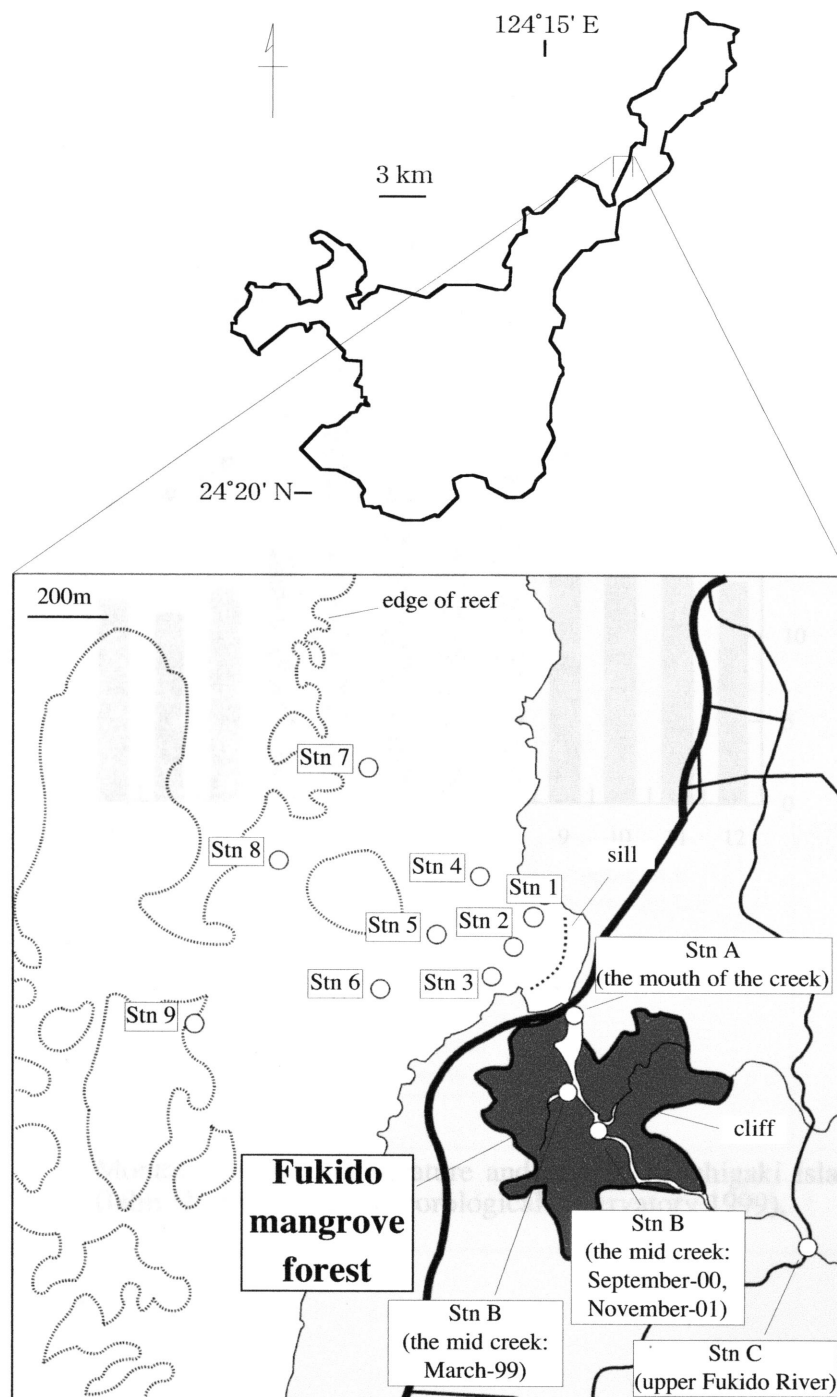 124°15' E
3 km
24°20' N
200m
edge of reef
Stn 7
Stn 8
Stn 4
sill
Stn 1
Stn 5
Stn 2
Stn A
(the mouth of the creek)
Stn 6
Stn 3
Stn 9
cliff
Fukido
mangrove
forest
Stn B
(the mid creek:
September-00,
November-01)
Stn B
(the mid creek:
March-99)
Stn C
(upper Fukido River)